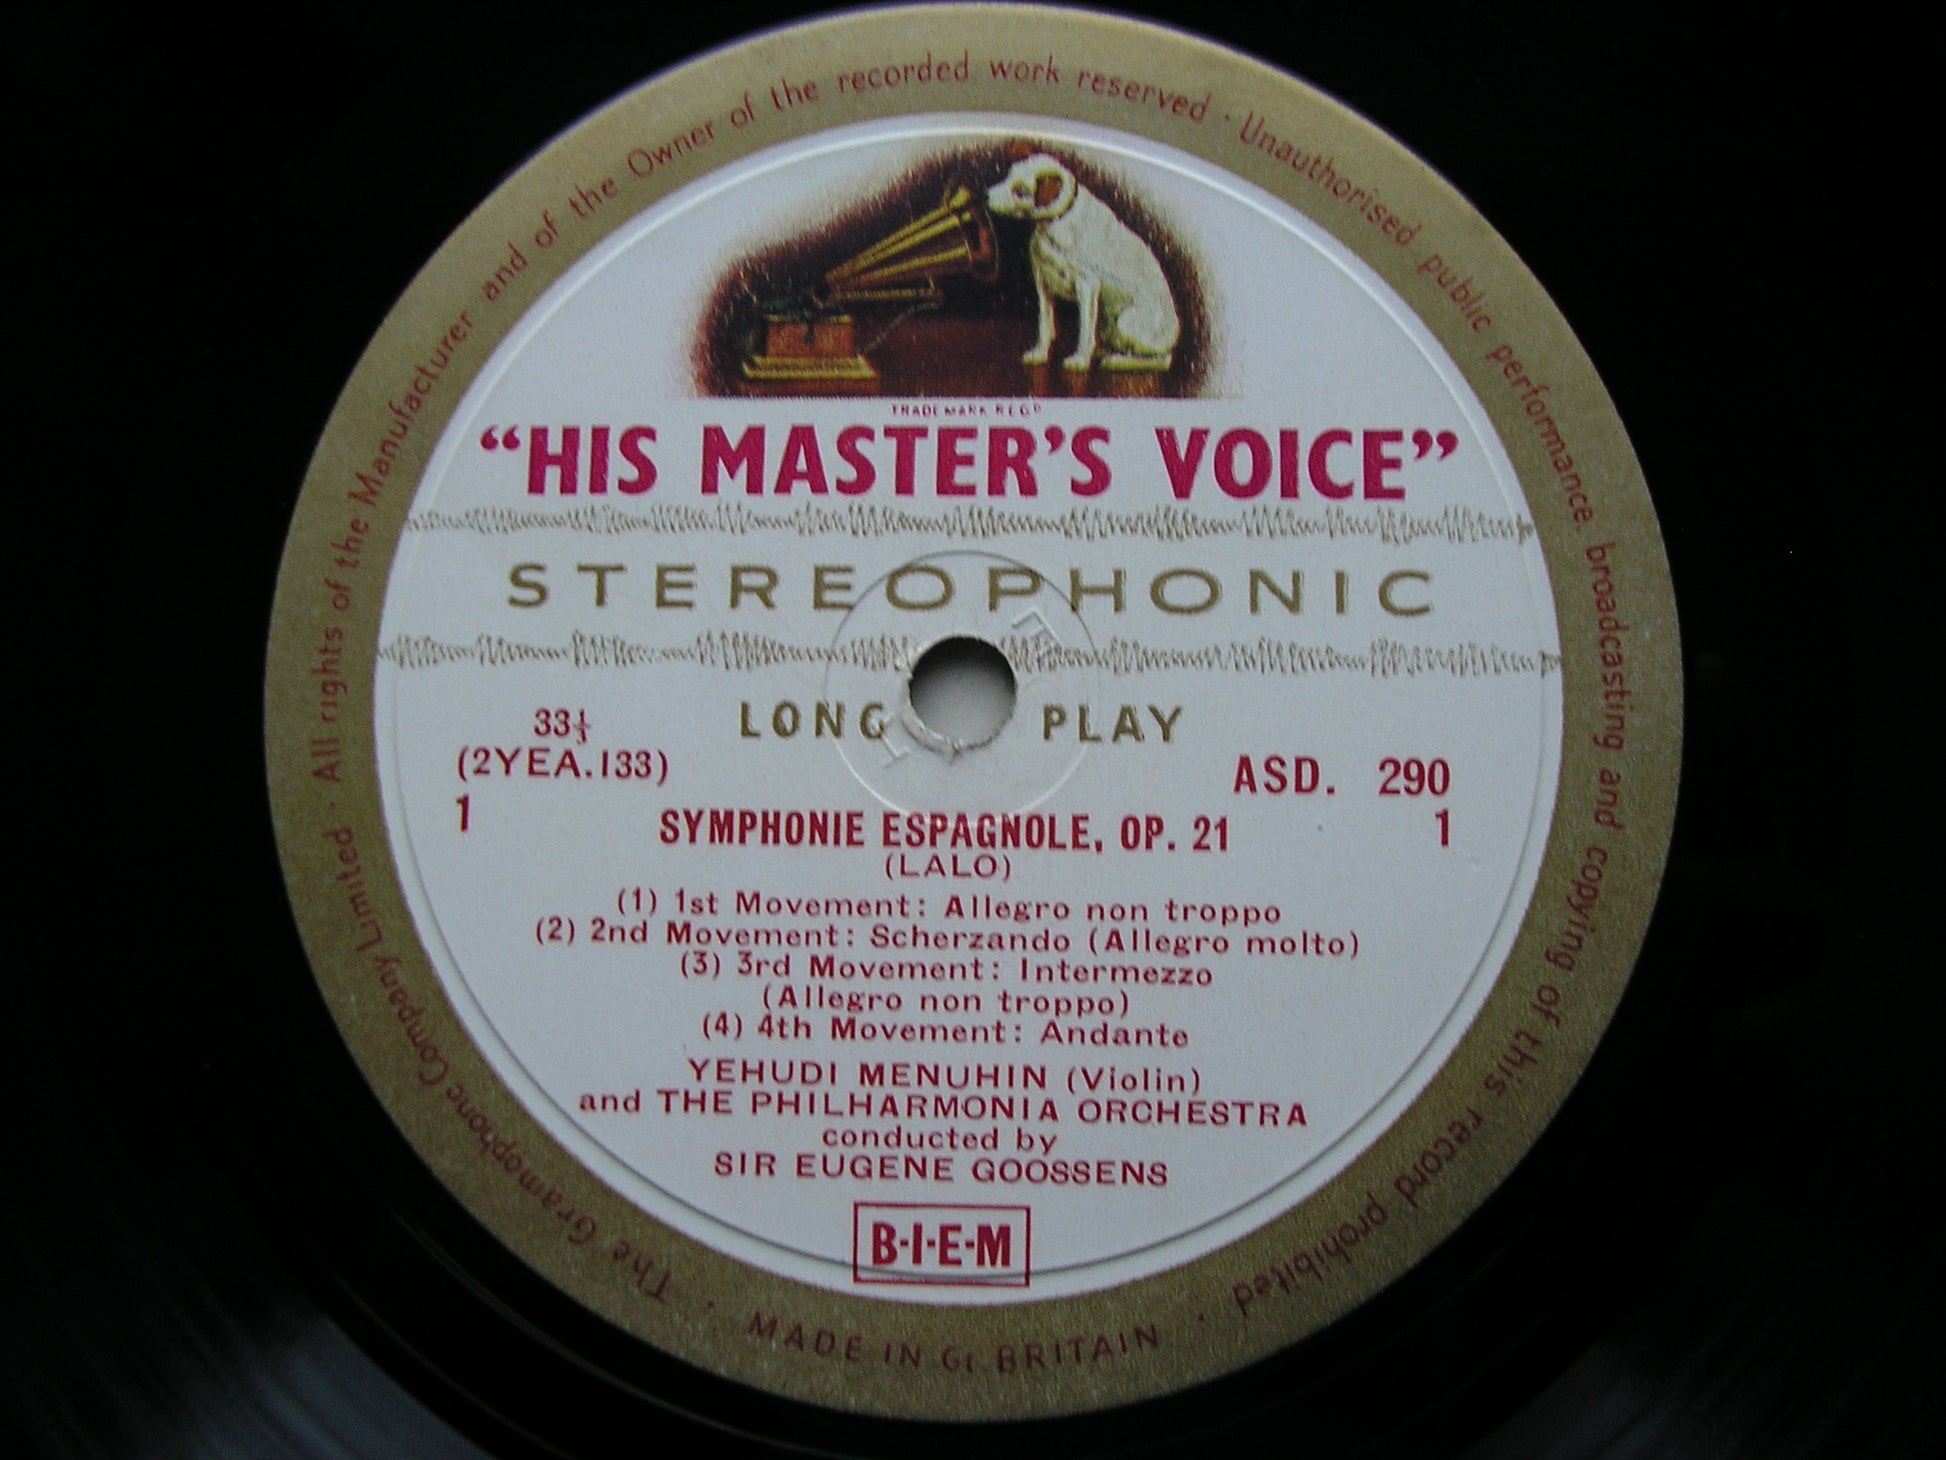 All rights of the Manufacturer and of the Owner of the recorded work reserved · Unauthorised public performance, broadcasting and copying of this record prohibited ·
TRADE MARK REGD
“HIS MASTER’S VOICE”
STEREOPHONIC
LONG PLAY
33⅓
(2YEA.133)
ASD. 290
1
1
SYMPHONIE ESPAGNOLE, OP. 21
(LALO)
(1) 1st Movement: Allegro non troppo
(2) 2nd Movement: Scherzando (Allegro molto)
(3) 3rd Movement: Intermezzo
(Allegro non troppo)
(4) 4th Movement: Andante
YEHUDI MENUHIN (Violin)
and THE PHILHARMONIA ORCHESTRA
conducted by
SIR EUGENE GOOSSENS
B·I·E·M
MADE IN Gt. BRITAIN
· The Gramophone Company Limited ·